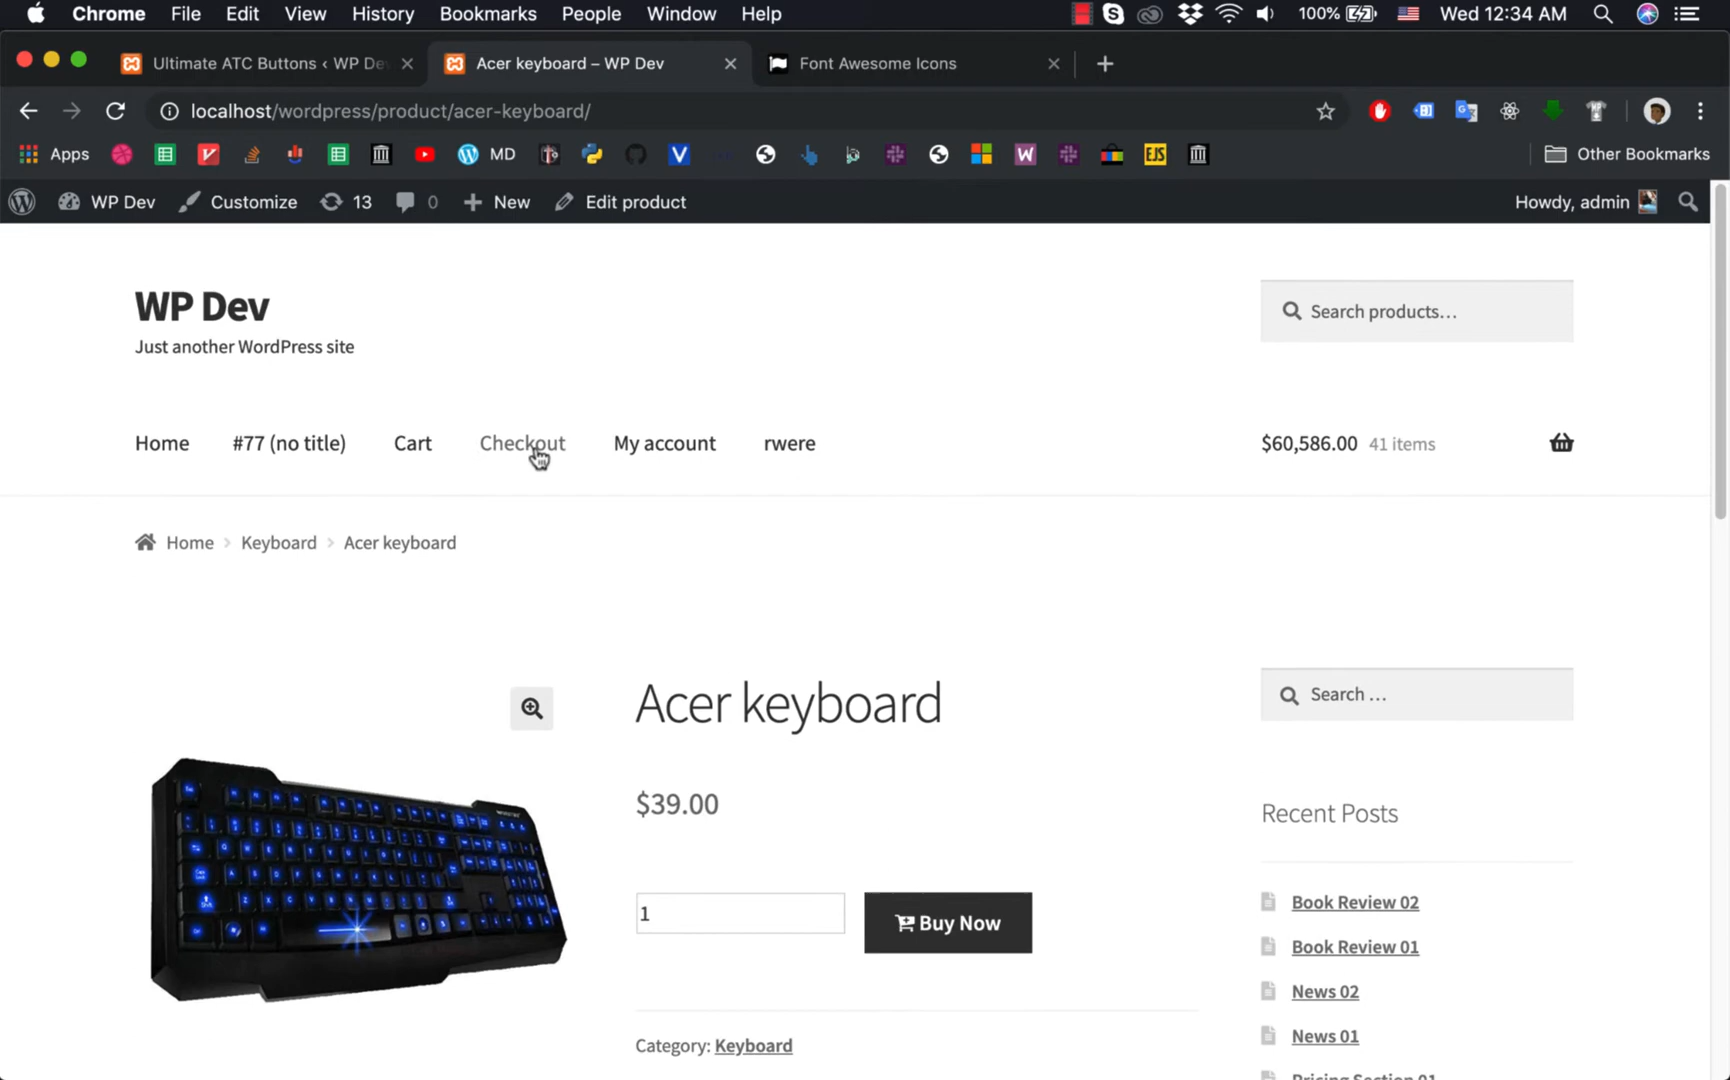 Chrome File Edit View History Bookmarks People Window Help 100% Wed 12:34 AM
Ultimate ATC Buttons ‹ WP De
Acer keyboard – WP Dev
Font Awesome Icons
localhost/wordpress/product/acer-keyboard/
Apps MD W EJS Other Bookmarks
WP Dev Customize 13 0 New Edit product Howdy, admin
WP Dev
Just another WordPress site
Search products…
Home #77 (no title) Cart Checkout My account rwere $60,586.00 41 items
Home Keyboard Acer keyboard
Acer keyboard
Search …
$39.00
Recent Posts
1 Buy Now
Book Review 02
Book Review 01
News 02
News 01
Category: Keyboard
Pricing Section 01